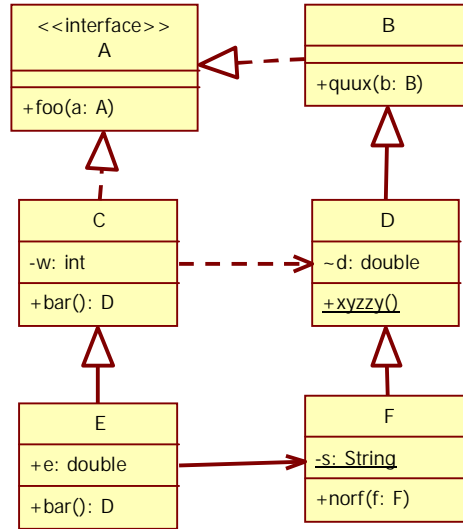 <<interface>>
A
+foo(a: A)
B
+quux(b: B)
C
-w: int
+bar(): D
D
~d: double
+xyzzy()
E
+e: double
+bar(): D
F
-s: String
+norf(f: F)